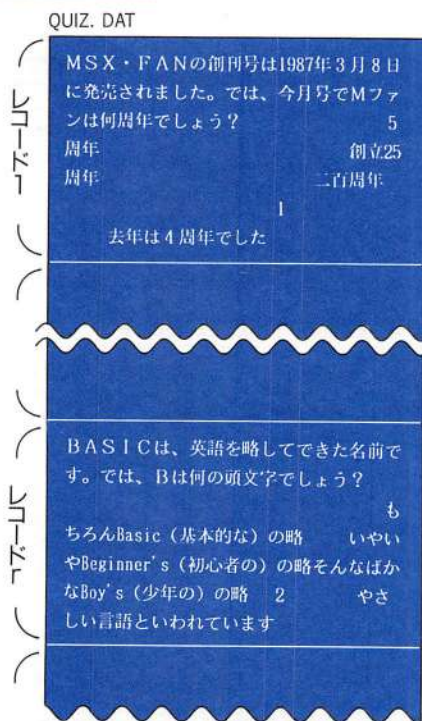 QUIZ. DAT
レコード1
MSX・FANの創刊号は1987年3月8日
に発売されました。では、今月号でMファ
ンは何周年でしょう？ 5
周年 創立25
周年 二百周年
1
去年は4周年でした
レコードn
BASICは、英語を略してできた名前で
す。では、Bは何の頭文字でしょう？
も
ちろんBasic（基本的な）の略 いやい
やBeginner's（初心者の）の略そんなばか
なBoy's（少年の）の略 2 やさ
しい言語といわれています